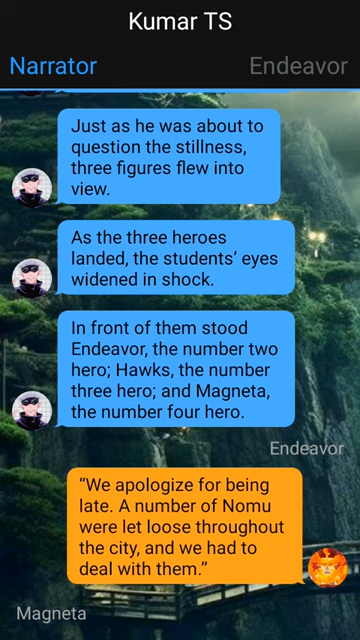 Kumar TS
Narrator
Endeavor
Just as he was about to
question the stillness,
three figures flew into
view.
As the three heroes
landed, the students’ eyes
widened in shock.
In front of them stood
Endeavor, the number two
hero; Hawks, the number
three hero; and Magneta,
the number four hero.
Endeavor
“We apologize for being
late. A number of Nomu
were let loose throughout
the city, and we had to
deal with them.”
Magneta